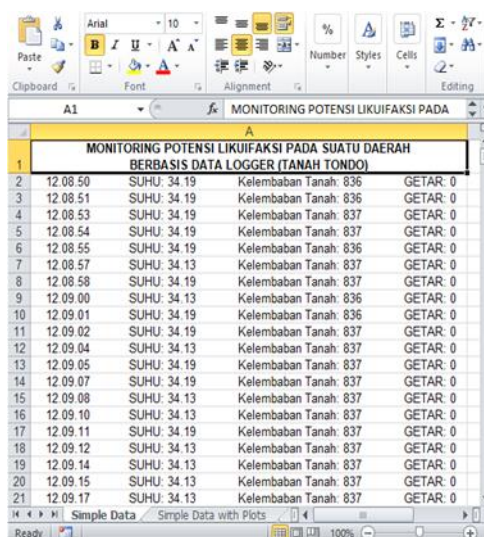 Arial 10
Paste
B I U A A
A
%
Number
Styles
Cells
Σ
Clipboard Font Alignment Editing
A1 fx MONITORING POTENSI LIKUIFAKSI PADA
A
1 MONITORING POTENSI LIKUIFAKSI PADA SUATU DAERAH
BERBASIS DATA LOGGER (TANAH TONDO)
2 12.08.50 SUHU: 34.19 Kelembaban Tanah: 836 GETAR: 0
3 12.08.51 SUHU: 34.19 Kelembaban Tanah: 836 GETAR: 0
4 12.08.53 SUHU: 34.19 Kelembaban Tanah: 837 GETAR: 0
5 12.08.54 SUHU: 34.19 Kelembaban Tanah: 837 GETAR: 0
6 12.08.55 SUHU: 34.19 Kelembaban Tanah: 836 GETAR: 0
7 12.08.57 SUHU: 34.13 Kelembaban Tanah: 837 GETAR: 0
8 12.08.58 SUHU: 34.19 Kelembaban Tanah: 837 GETAR: 0
9 12.09.00 SUHU: 34.13 Kelembaban Tanah: 836 GETAR: 0
10 12.09.01 SUHU: 34.19 Kelembaban Tanah: 836 GETAR: 0
11 12.09.02 SUHU: 34.19 Kelembaban Tanah: 837 GETAR: 0
12 12.09.04 SUHU: 34.13 Kelembaban Tanah: 837 GETAR: 0
13 12.09.05 SUHU: 34.19 Kelembaban Tanah: 837 GETAR: 0
14 12.09.07 SUHU: 34.19 Kelembaban Tanah: 837 GETAR: 0
15 12.09.08 SUHU: 34.13 Kelembaban Tanah: 837 GETAR: 0
16 12.09.10 SUHU: 34.13 Kelembaban Tanah: 837 GETAR: 0
17 12.09.11 SUHU: 34.19 Kelembaban Tanah: 837 GETAR: 0
18 12.09.12 SUHU: 34.13 Kelembaban Tanah: 837 GETAR: 0
19 12.09.14 SUHU: 34.13 Kelembaban Tanah: 837 GETAR: 0
20 12.09.15 SUHU: 34.13 Kelembaban Tanah: 837 GETAR: 0
21 12.09.17 SUHU: 34.13 Kelembaban Tanah: 837 GETAR: 0
Simple Data Simple Data with Plots
Ready 100%